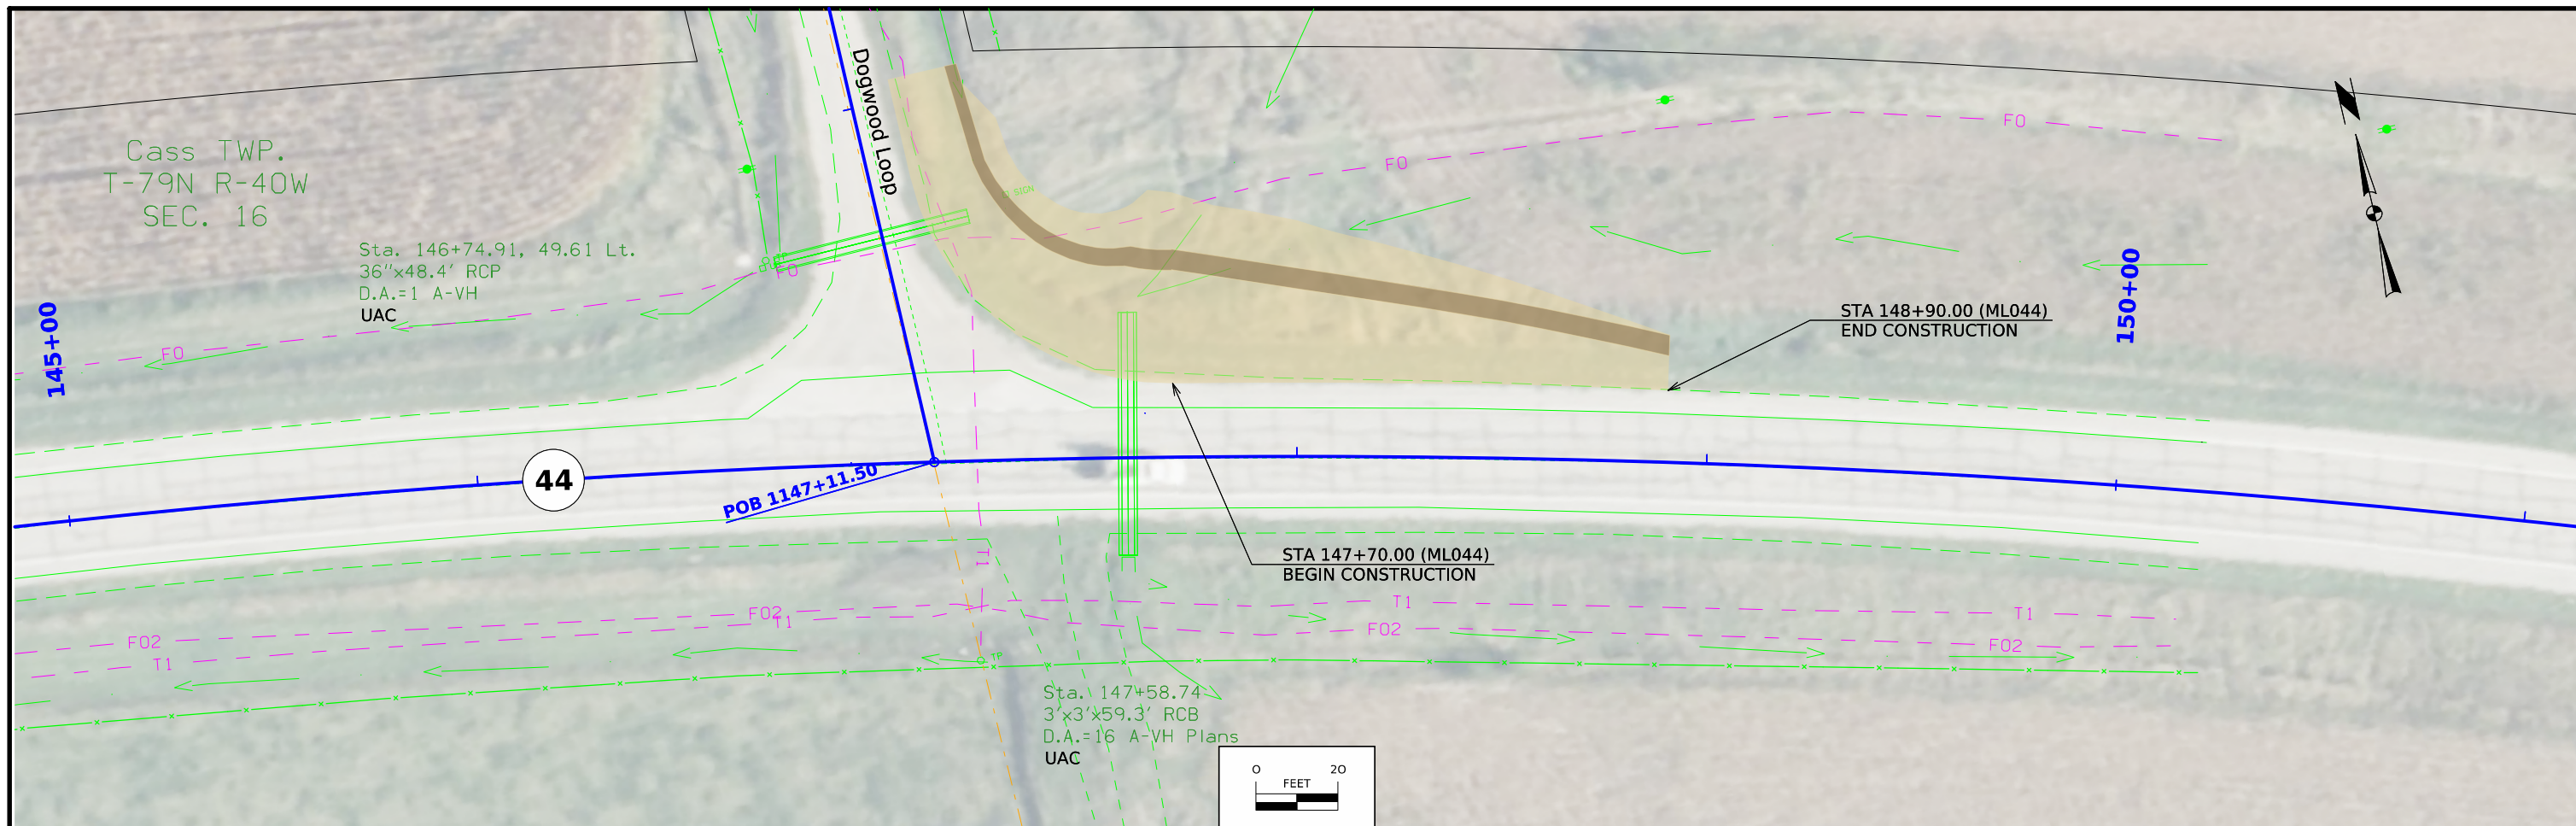 Dogwood Loop
Cass TWP.
T-79N R-40W
SEC. 16
Sta. 146+74.91, 49.61 Lt.
36"x48.4' RCP
D.A.=1 A-VH
UAC
145+00
150+00
FO
FO
FO
FO
SIGN
STA 148+90.00 (ML044)
END CONSTRUCTION
44
POB 1147+11.50
STA 147+70.00 (ML044)
BEGIN CONSTRUCTION
T1
FO2
T1
FO2
T1
T1
FO2
T1
FO2
TP
Sta. 147+58.74
3'x3'x59.3' RCB
D.A.=16 A-VH Plans
UAC
0 20
FEET